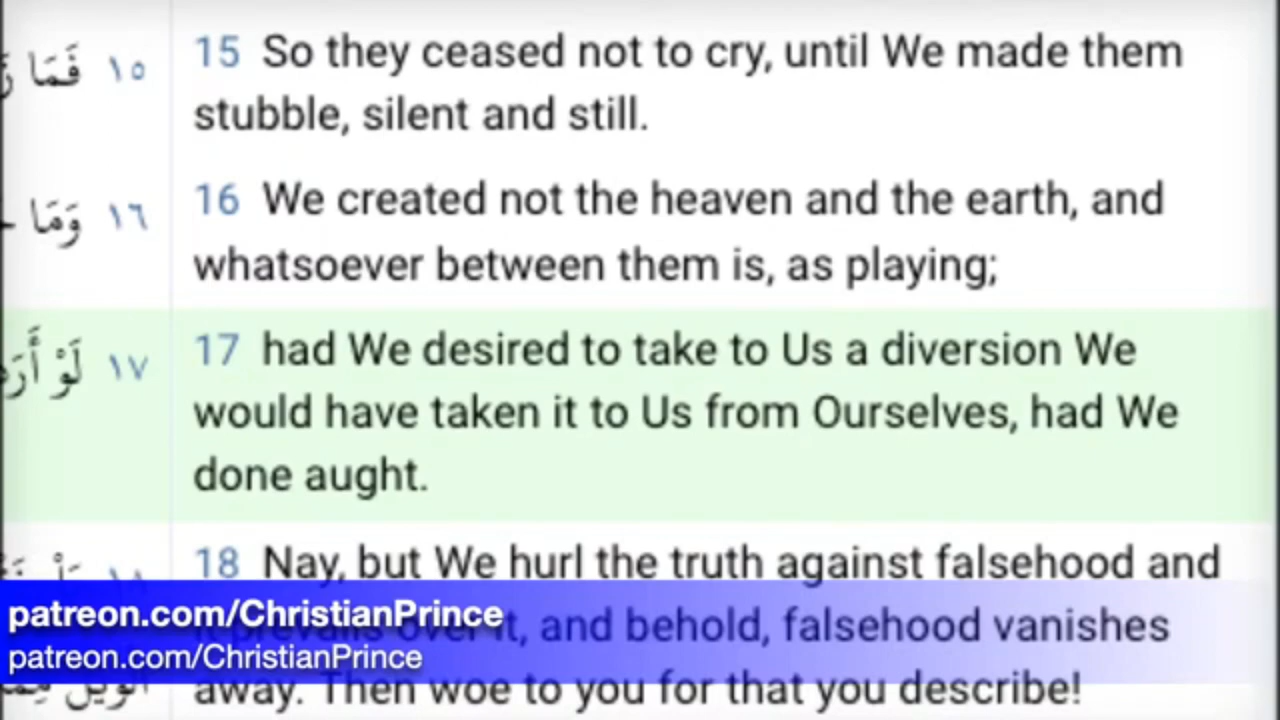 فَمَا ١٥ 15 So they ceased not to cry, until We made them
stubble, silent and still.
وَمَا ١٦ 16 We created not the heaven and the earth, and
whatsoever between them is, as playing;
لَوْ ١٧ 17 had We desired to take to Us a diversion We
would have taken it to Us from Ourselves, had We
done aught.
18 Nay, but We hurl the truth against falsehood and
patreon.com/ChristianPrince
it prevails over it, and behold, falsehood vanishes
patreon.com/ChristianPrince
away. Then woe to you for that you describe!